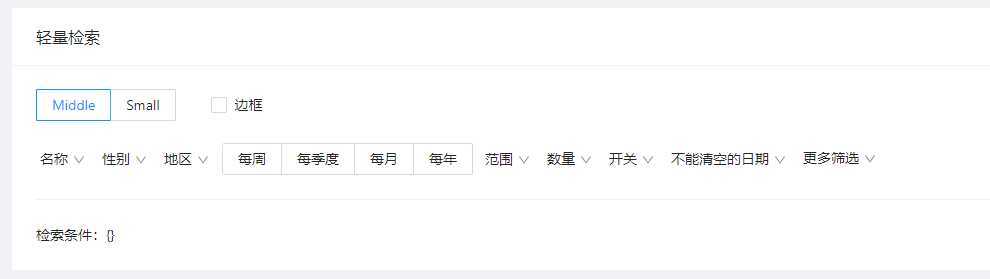 轻量检索
Middle Small 边框
名称 性别 地区 每周 每季度 每月 每年 范围 数量 开关 不能清空的日期 更多筛选
检索条件：{}